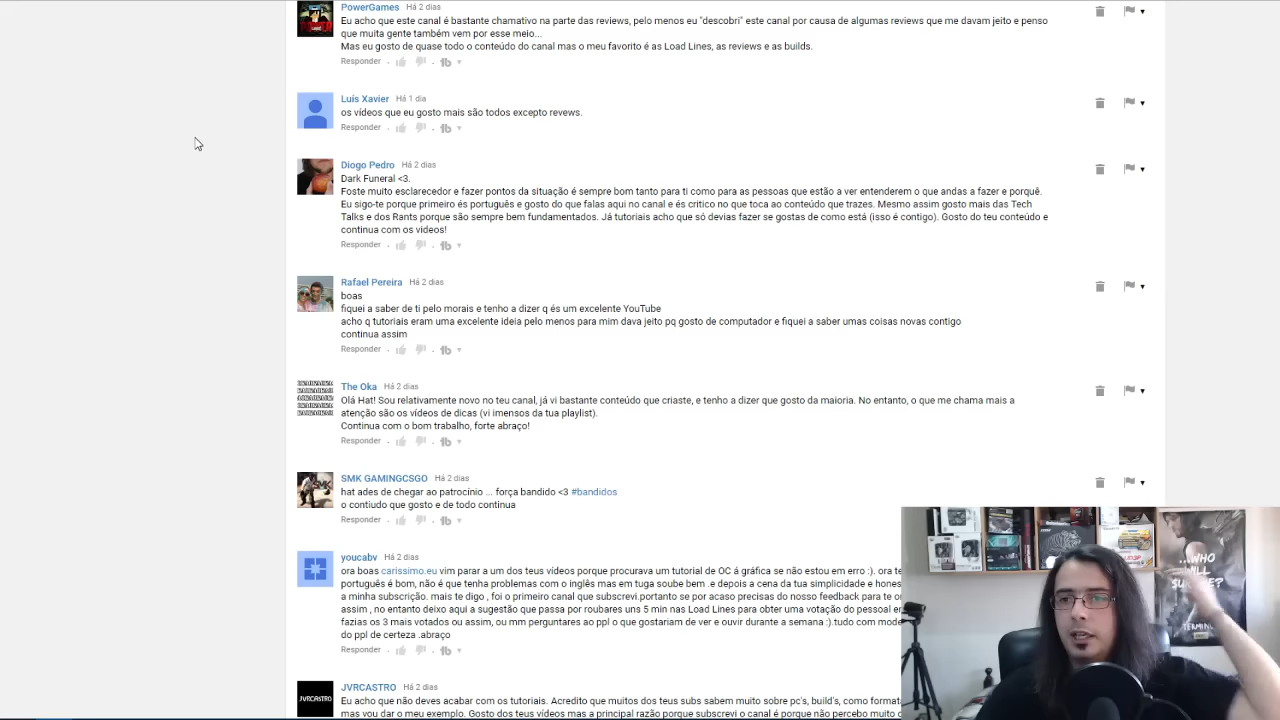 PowerGames Há 2 dias
Eu acho que este canal é bastante chamativo na parte das reviews, pelo menos eu "descobri" este canal por causa de algumas reviews que me davam jeito e penso
que muita gente também vem por esse meio...
Mas eu gosto de quase todo o conteúdo do canal mas o meu favorito é as Load Lines, as reviews e as builds.
Responder
Luís Xavier Há 1 dia
os vídeos que eu gosto mais são todos excepto revews.
Responder
Diogo Pedro Há 2 dias
Dark Funeral <3.
Foste muito esclarecedor e fazer pontos da situação é sempre bom tanto para ti como para as pessoas que estão a ver entenderem o que andas a fazer e porquê.
Eu sigo-te porque primeiro és português e gosto do que falas aqui no canal e és critico no que toca ao conteúdo que trazes. Mesmo assim gosto mais das Tech
Talks e dos Rants porque são sempre bem fundamentados. Já tutoriais acho que só devias fazer se gostas de como está (isso é contigo). Gosto do teu conteúdo e
continua com os videos!
Responder
Rafael Pereira Há 2 dias
boas
fiquei a saber de ti pelo morais e tenho a dizer q és um excelente YouTube
acho q tutoriais eram uma excelente ideia pelo menos para mim dava jeito pq gosto de computador e fiquei a saber umas coisas novas contigo
continua assim
Responder
The Oka Há 2 dias
Olá Hat! Sou relativamente novo no teu canal, já vi bastante conteúdo que criaste, e tenho a dizer que gosto da maioria. No entanto, o que me chama mais a
atenção são os vídeos de dicas (vi imensos da tua playlist).
Continua com o bom trabalho, forte abraço!
Responder
SMK GAMINGCSGO Há 2 dias
hat ades de chegar ao patrocínio ... força bandido <3 #bandidos
o contiudo que gosto e de todo continua
Responder
youcabv Há 2 dias
ora boas carissimo.eu vim parar a um dos teus vídeos porque procurava um tutorial de OC á gráfica se não estou em erro :). ora te
português é bom, não é que tenha problemas com o inglês mas em tuga soube bem .e depois a cena da tua simplicidade e hones
a minha subscrição. mais te digo , foi o primeiro canal que subscrevi.portanto se por acaso precisas do nosso feedback para te o
assim , no entanto deixo aqui a sugestão que passa por roubares uns 5 min nas Load Lines para obter uma votação do pessoal e
fazias os 3 mais votados ou assim, ou mm perguntares ao ppl o que gostariam de ver e ouvir durante a semana :).tudo com mode
do ppl de certeza .abraço
Responder
JVRCASTRO Há 2 dias
JVRCASTRO
Eu acho que não deves acabar com os tutoriais. Acredito que muitos dos teus subs sabem muito sobre pc's, build's, como format
mas vou dar o meu exemplo. Gosto dos teus vídeos mas a principal razão porque subscrevi o canal é porque não percebo muito
...WHO
WILL